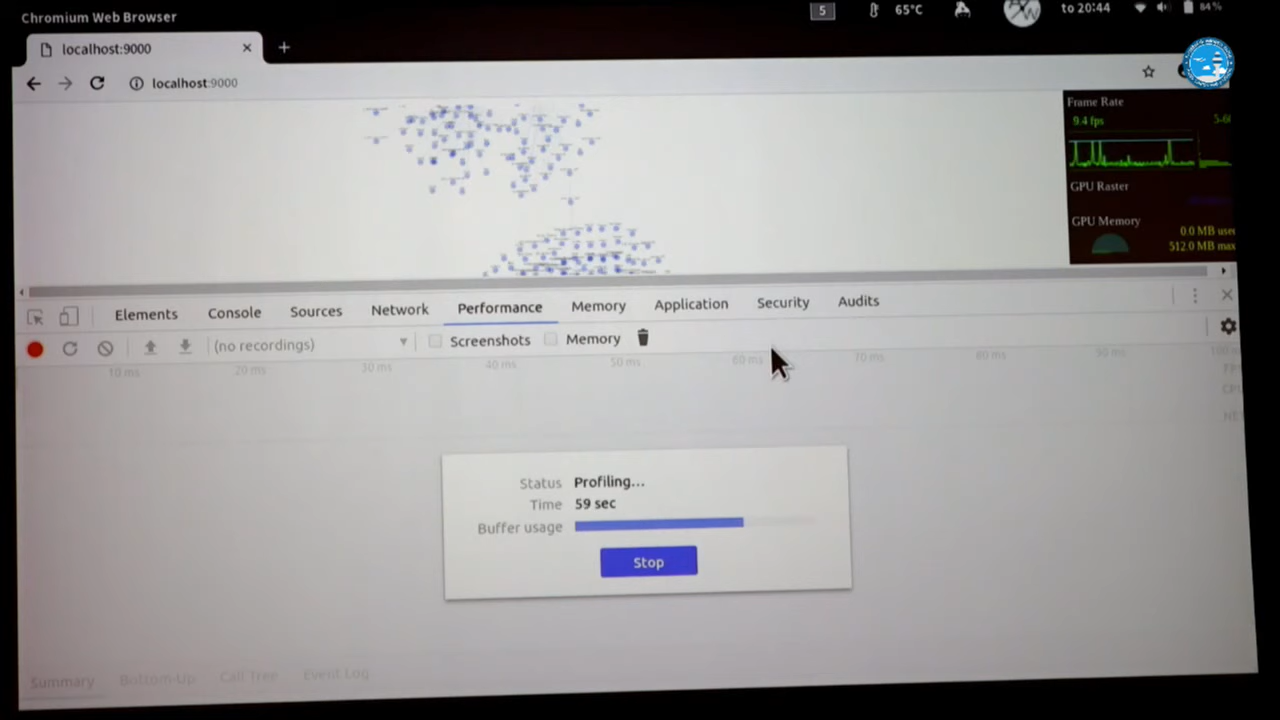 Chromium Web Browser
5
65°C
to 20:44
84%
localhost:9000
localhost:9000
Frame Rate
9.4 fps
GPU Raster
GPU Memory
0.0 MB use
512.0 MB max
Elements Console Sources Network Performance Memory Application Security Audits
(no recordings) Screenshots Memory
10 ms 20 ms 30 ms 40 ms 50 ms 60 ms 70 ms 80 ms 90 ms
Status Profiling...
Time 59 sec
Buffer usage
Stop
Summary Bottom-Up Call Tree Event Log